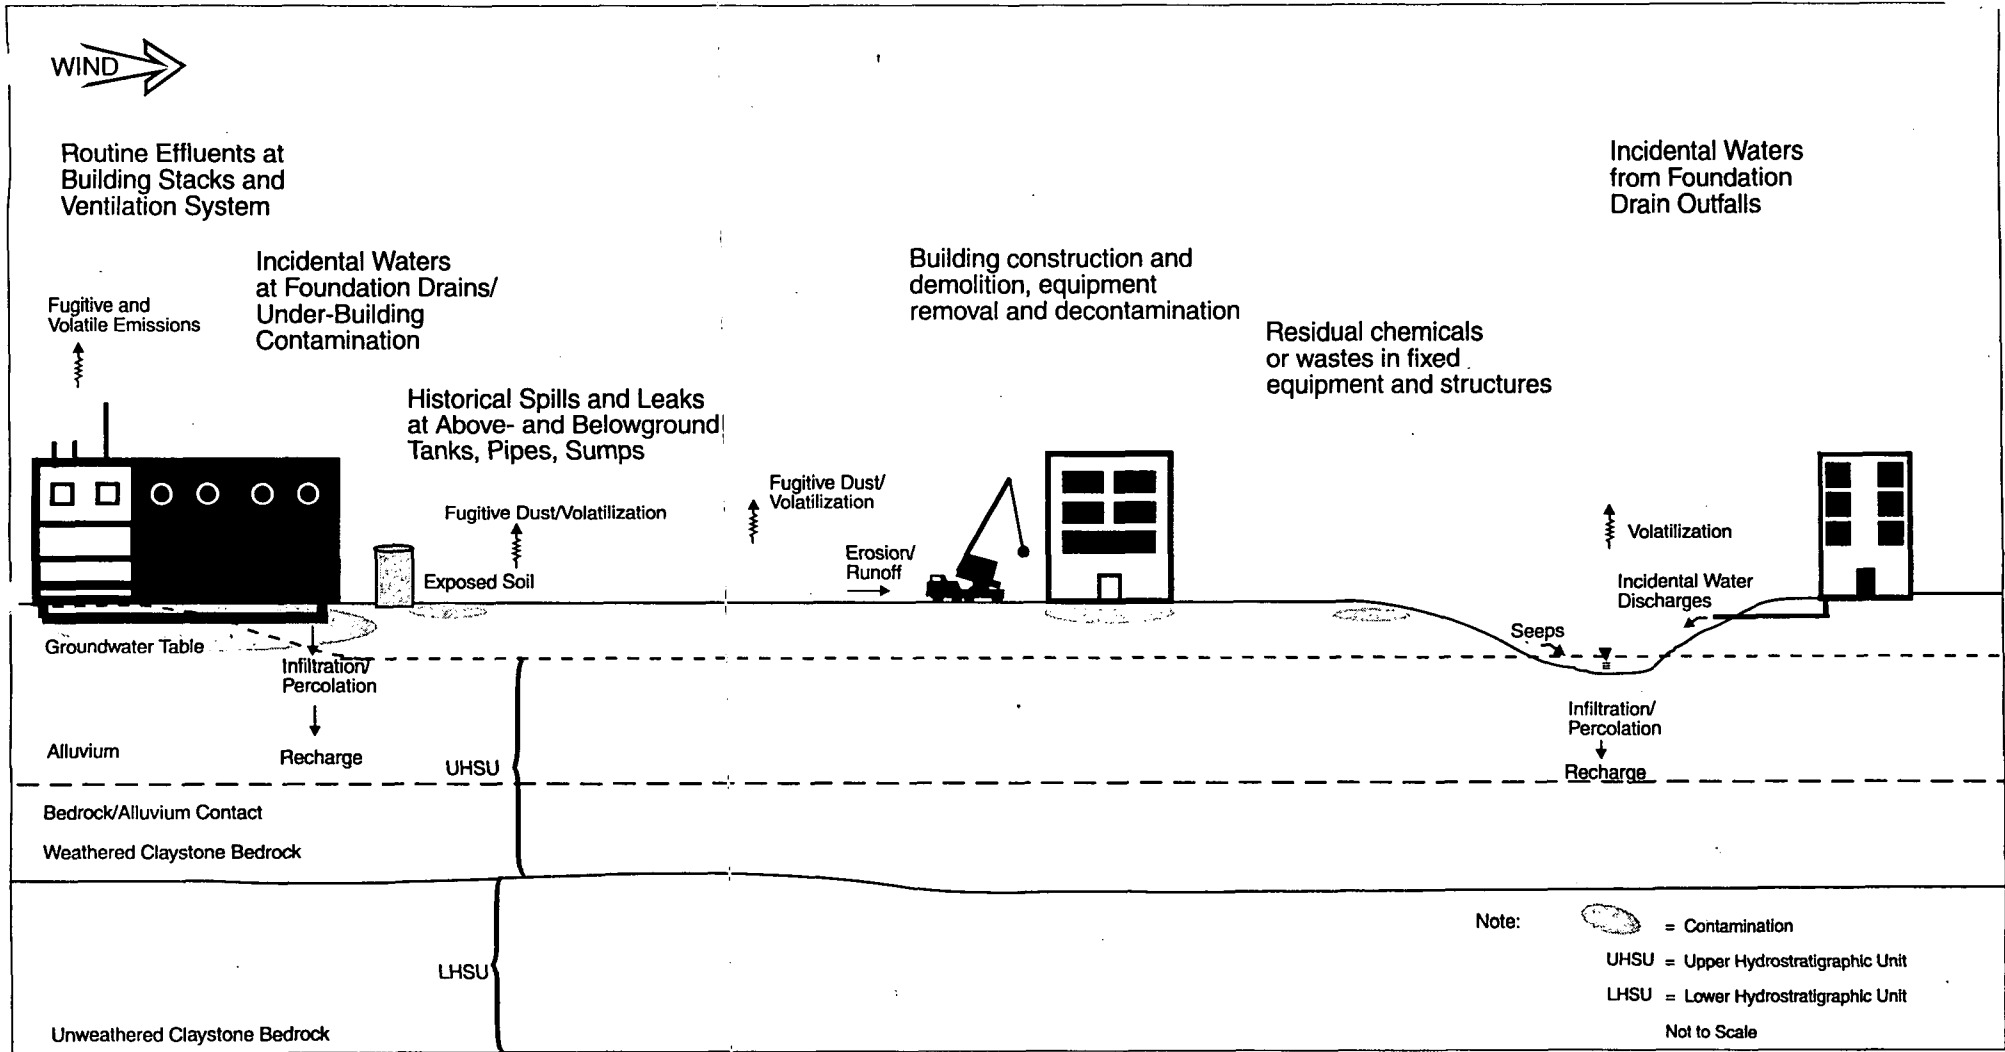 WIND
Routine Effluents at
Building Stacks and
Ventilation System
Incidental Waters
from Foundation
Drain Outfalls
Incidental Waters
at Foundation Drains/
Under-Building
Contamination
Building construction and
demolition, equipment
removal and decontamination
Fugitive and
Volatile Emissions
Residual chemicals
or wastes in fixed
equipment and structures
Historical Spills and Leaks
at Above- and Belowground
Tanks, Pipes, Sumps
Fugitive Dust/Volatilization
Fugitive Dust/
Volatilization
Volatilization
Erosion/
Runoff
Exposed Soil
Incidental Water
Discharges
Seeps
Groundwater Table
Infiltration/
Percolation
Recharge
Infiltration/
Percolation
Recharge
Alluvium
UHSU
Bedrock/Alluvium Contact
Weathered Claystone Bedrock
LHSU
Unweathered Claystone Bedrock
Note:
= Contamination
UHSU = Upper Hydrostratigraphic Unit
LHSU = Lower Hydrostratigraphic Unit
Not to Scale